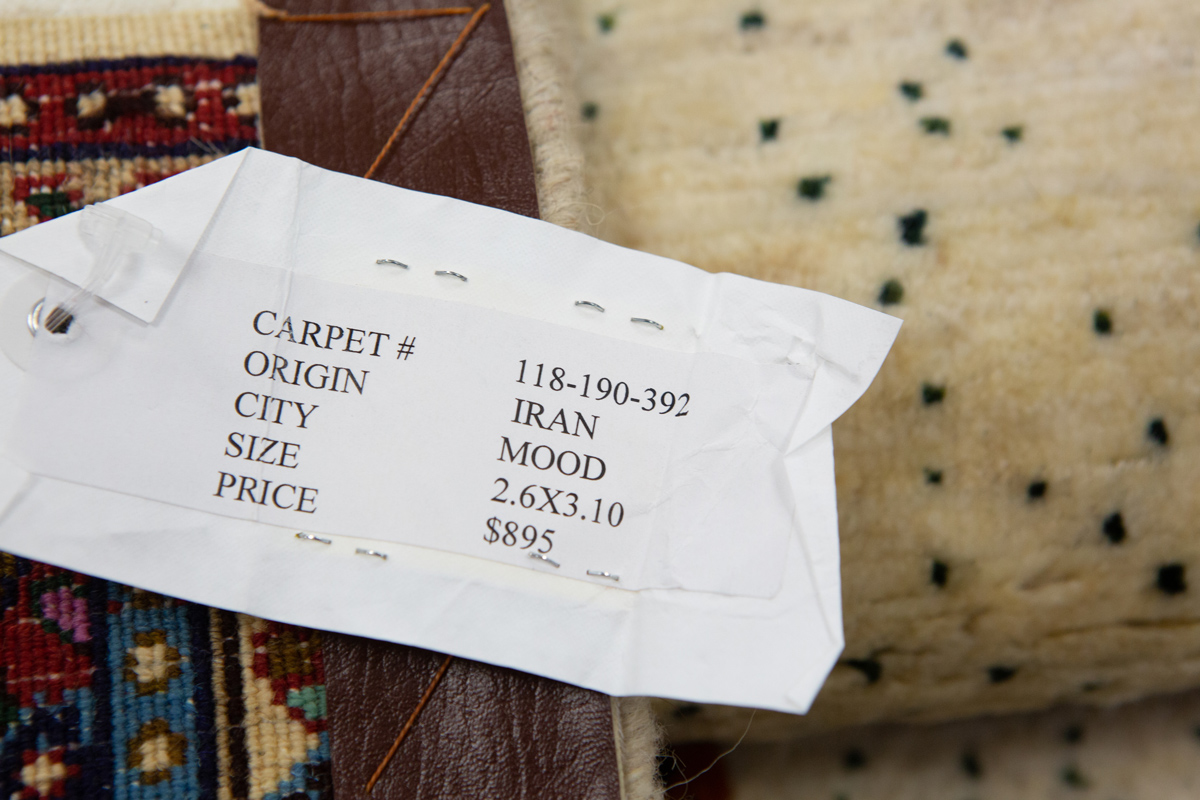 CARPET # 118-190-392
ORIGIN IRAN
CITY MOOD
SIZE 2.6X3.10
PRICE $895